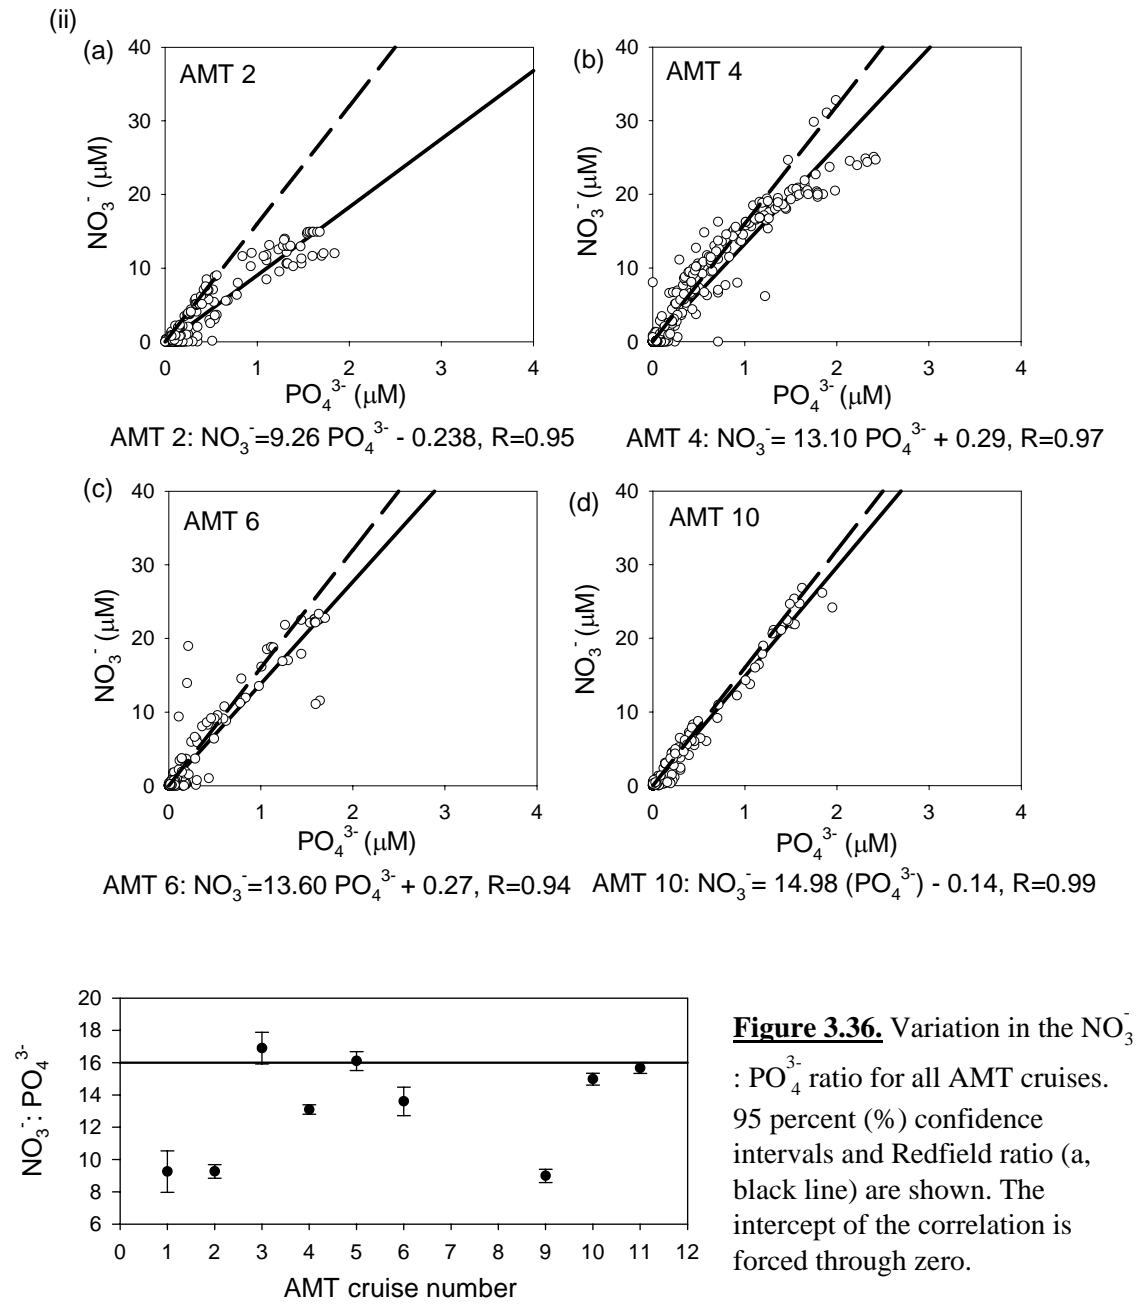 (ii)
(a)
AMT 2
40
30
20
10
0
NO₃⁻ (μM)
0 1 2 3 4
PO₄³⁻ (μM)
AMT 2: NO₃⁻=9.26 PO₄³⁻ - 0.238, R=0.95
(b)
AMT 4
40
30
20
10
0
NO₃⁻ (μM)
0 1 2 3 4
PO₄³⁻ (μM)
AMT 4: NO₃⁻= 13.10 PO₄³⁻ + 0.29, R=0.97
(c)
AMT 6
40
30
20
10
0
NO₃⁻ (μM)
0 1 2 3 4
PO₄³⁻ (μM)
AMT 6: NO₃⁻=13.60 PO₄³⁻ + 0.27, R=0.94
(d)
AMT 10
40
30
20
10
0
NO₃⁻ (μM)
0 1 2 3 4
PO₄³⁻ (μM)
AMT 10: NO₃⁻= 14.98 (PO₄³⁻) - 0.14, R=0.99
20
18
16
14
12
10
8
6
NO₃⁻: PO₄³⁻
0 1 2 3 4 5 6 7 8 9 10 11 12
AMT cruise number
Figure 3.36. Variation in the NO₃⁻
: PO₄³⁻ ratio for all AMT cruises.
95 percent (%) confidence
intervals and Redfield ratio (a,
black line) are shown. The
intercept of the correlation is
forced through zero.